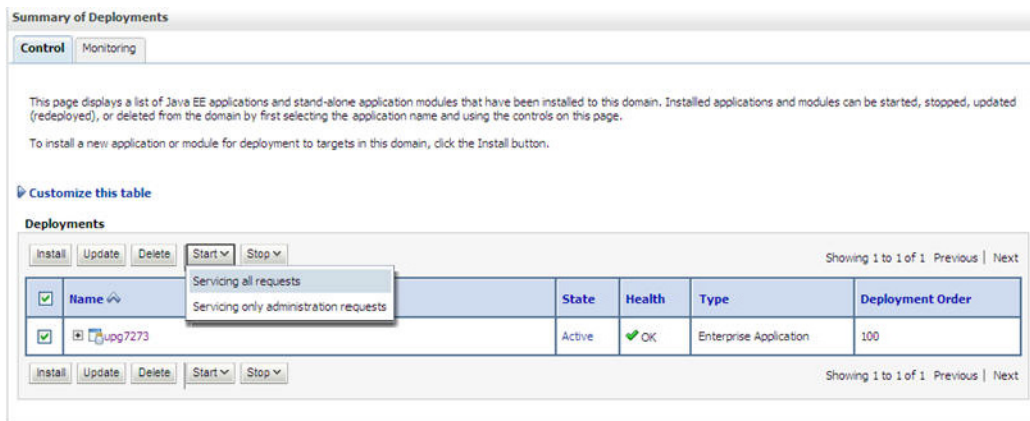 Summary of Deployments
Control Monitoring
This page displays a list of Java EE applications and stand-alone application modules that have been installed to this domain. Installed applications and modules can be started, stopped, updated
(redeployed), or deleted from the domain by first selecting the application name and using the controls on this page.
To install a new application or module for deployment to targets in this domain, click the Install button.
Customize this table
Deployments
Install Update Delete Start Stop Showing 1 to 1 of 1 Previous | Next
Servicing all requests
Servicing only administration requests
Name State Health Type Deployment Order
upg7273 Active OK Enterprise Application 100
Install Update Delete Start Stop Showing 1 to 1 of 1 Previous | Next